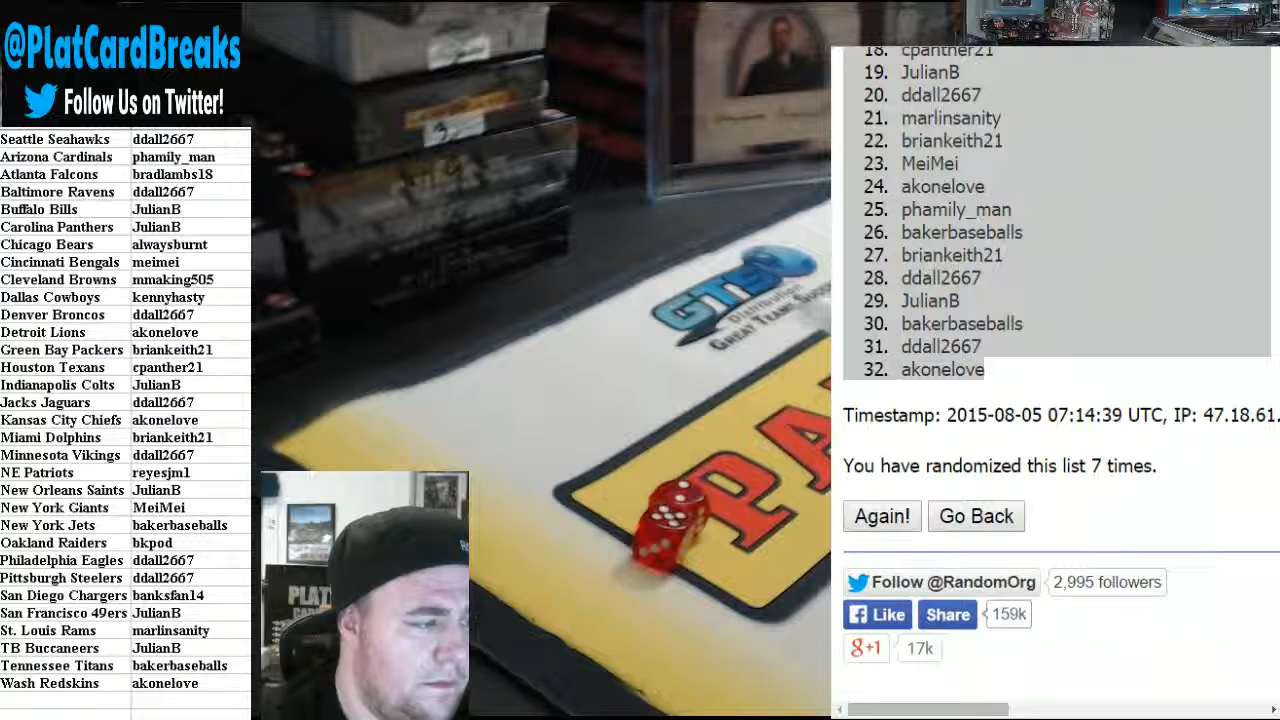 @PlatCardBreaks
Follow Us on Twitter!
Seattle Seahawks ddall2667
Arizona Cardinals phamily_man
Atlanta Falcons bradlambs18
Baltimore Ravens ddall2667
Buffalo Bills JulianB
Carolina Panthers JulianB
Chicago Bears alwaysburnt
Cincinnati Bengals meimei
Cleveland Browns mmaking505
Dallas Cowboys kennyhasty
Denver Broncos ddall2667
Detroit Lions akonelove
Green Bay Packers briankeith21
Houston Texans cpanther21
Indianapolis Colts JulianB
Jacks Jaguars ddall2667
Kansas City Chiefs akonelove
Miami Dolphins briankeith21
Minnesota Vikings ddall2667
NE Patriots reyesjm1
New Orleans Saints JulianB
New York Giants MeiMei
New York Jets bakerbaseballs
Oakland Raiders bkpod
Philadelphia Eagles ddall2667
Pittsburgh Steelers ddall2667
San Diego Chargers banksfan14
San Francisco 49ers JulianB
St. Louis Rams marlinsanity
TB Buccaneers JulianB
Tennessee Titans bakerbaseballs
Wash Redskins akonelove
GTS
Distribution
GREAT TEAMS
PA
PLAT
18. cpanther21
19. JulianB
20. ddall2667
21. marlinsanity
22. briankeith21
23. MeiMei
24. akonelove
25. phamily_man
26. bakerbaseballs
27. briankeith21
28. ddall2667
29. JulianB
30. bakerbaseballs
31. ddall2667
32. akonelove
Timestamp: 2015-08-05 07:14:39 UTC, IP: 47.18.61.
You have randomized this list 7 times.
Again! Go Back
Follow @RandomOrg 2,995 followers
Like Share 159k
g+1 17k